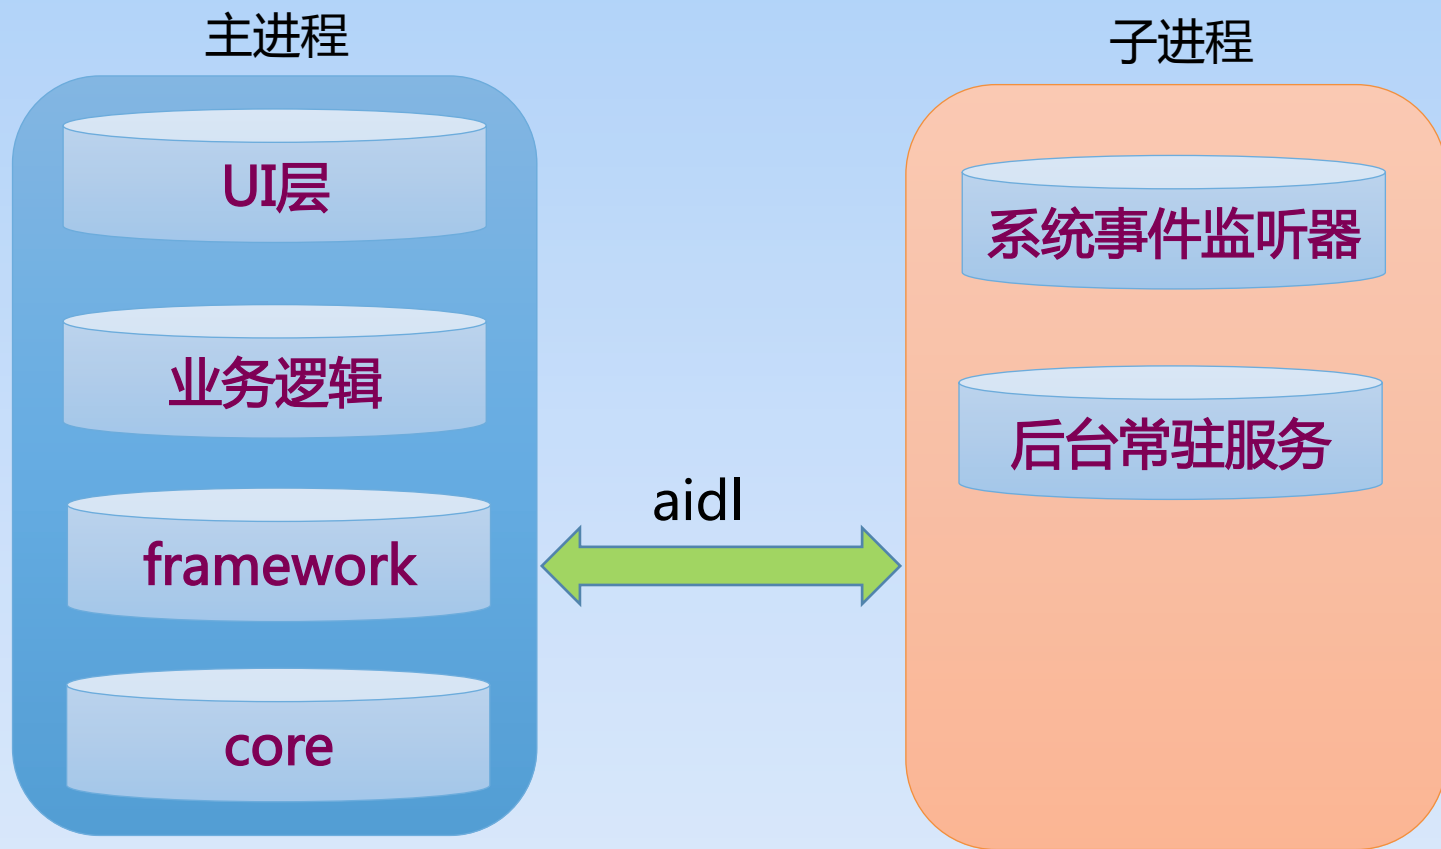 主进程
UI层
业务逻辑
framework
core
aidl
子进程
系统事件监听器
后台常驻服务